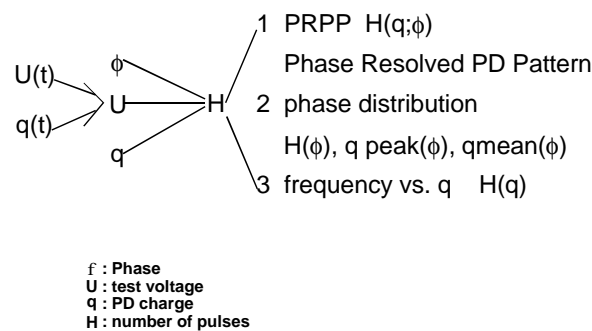 1 PRPP H(q;ϕ)
Phase Resolved PD Pattern
U(t)
q(t)
ϕ
U
q
H
2 phase distribution
H(ϕ), q peak(ϕ), qmean(ϕ)
3 frequency vs. q H(q)
f : Phase
U : test voltage
q : PD charge
H : number of pulses